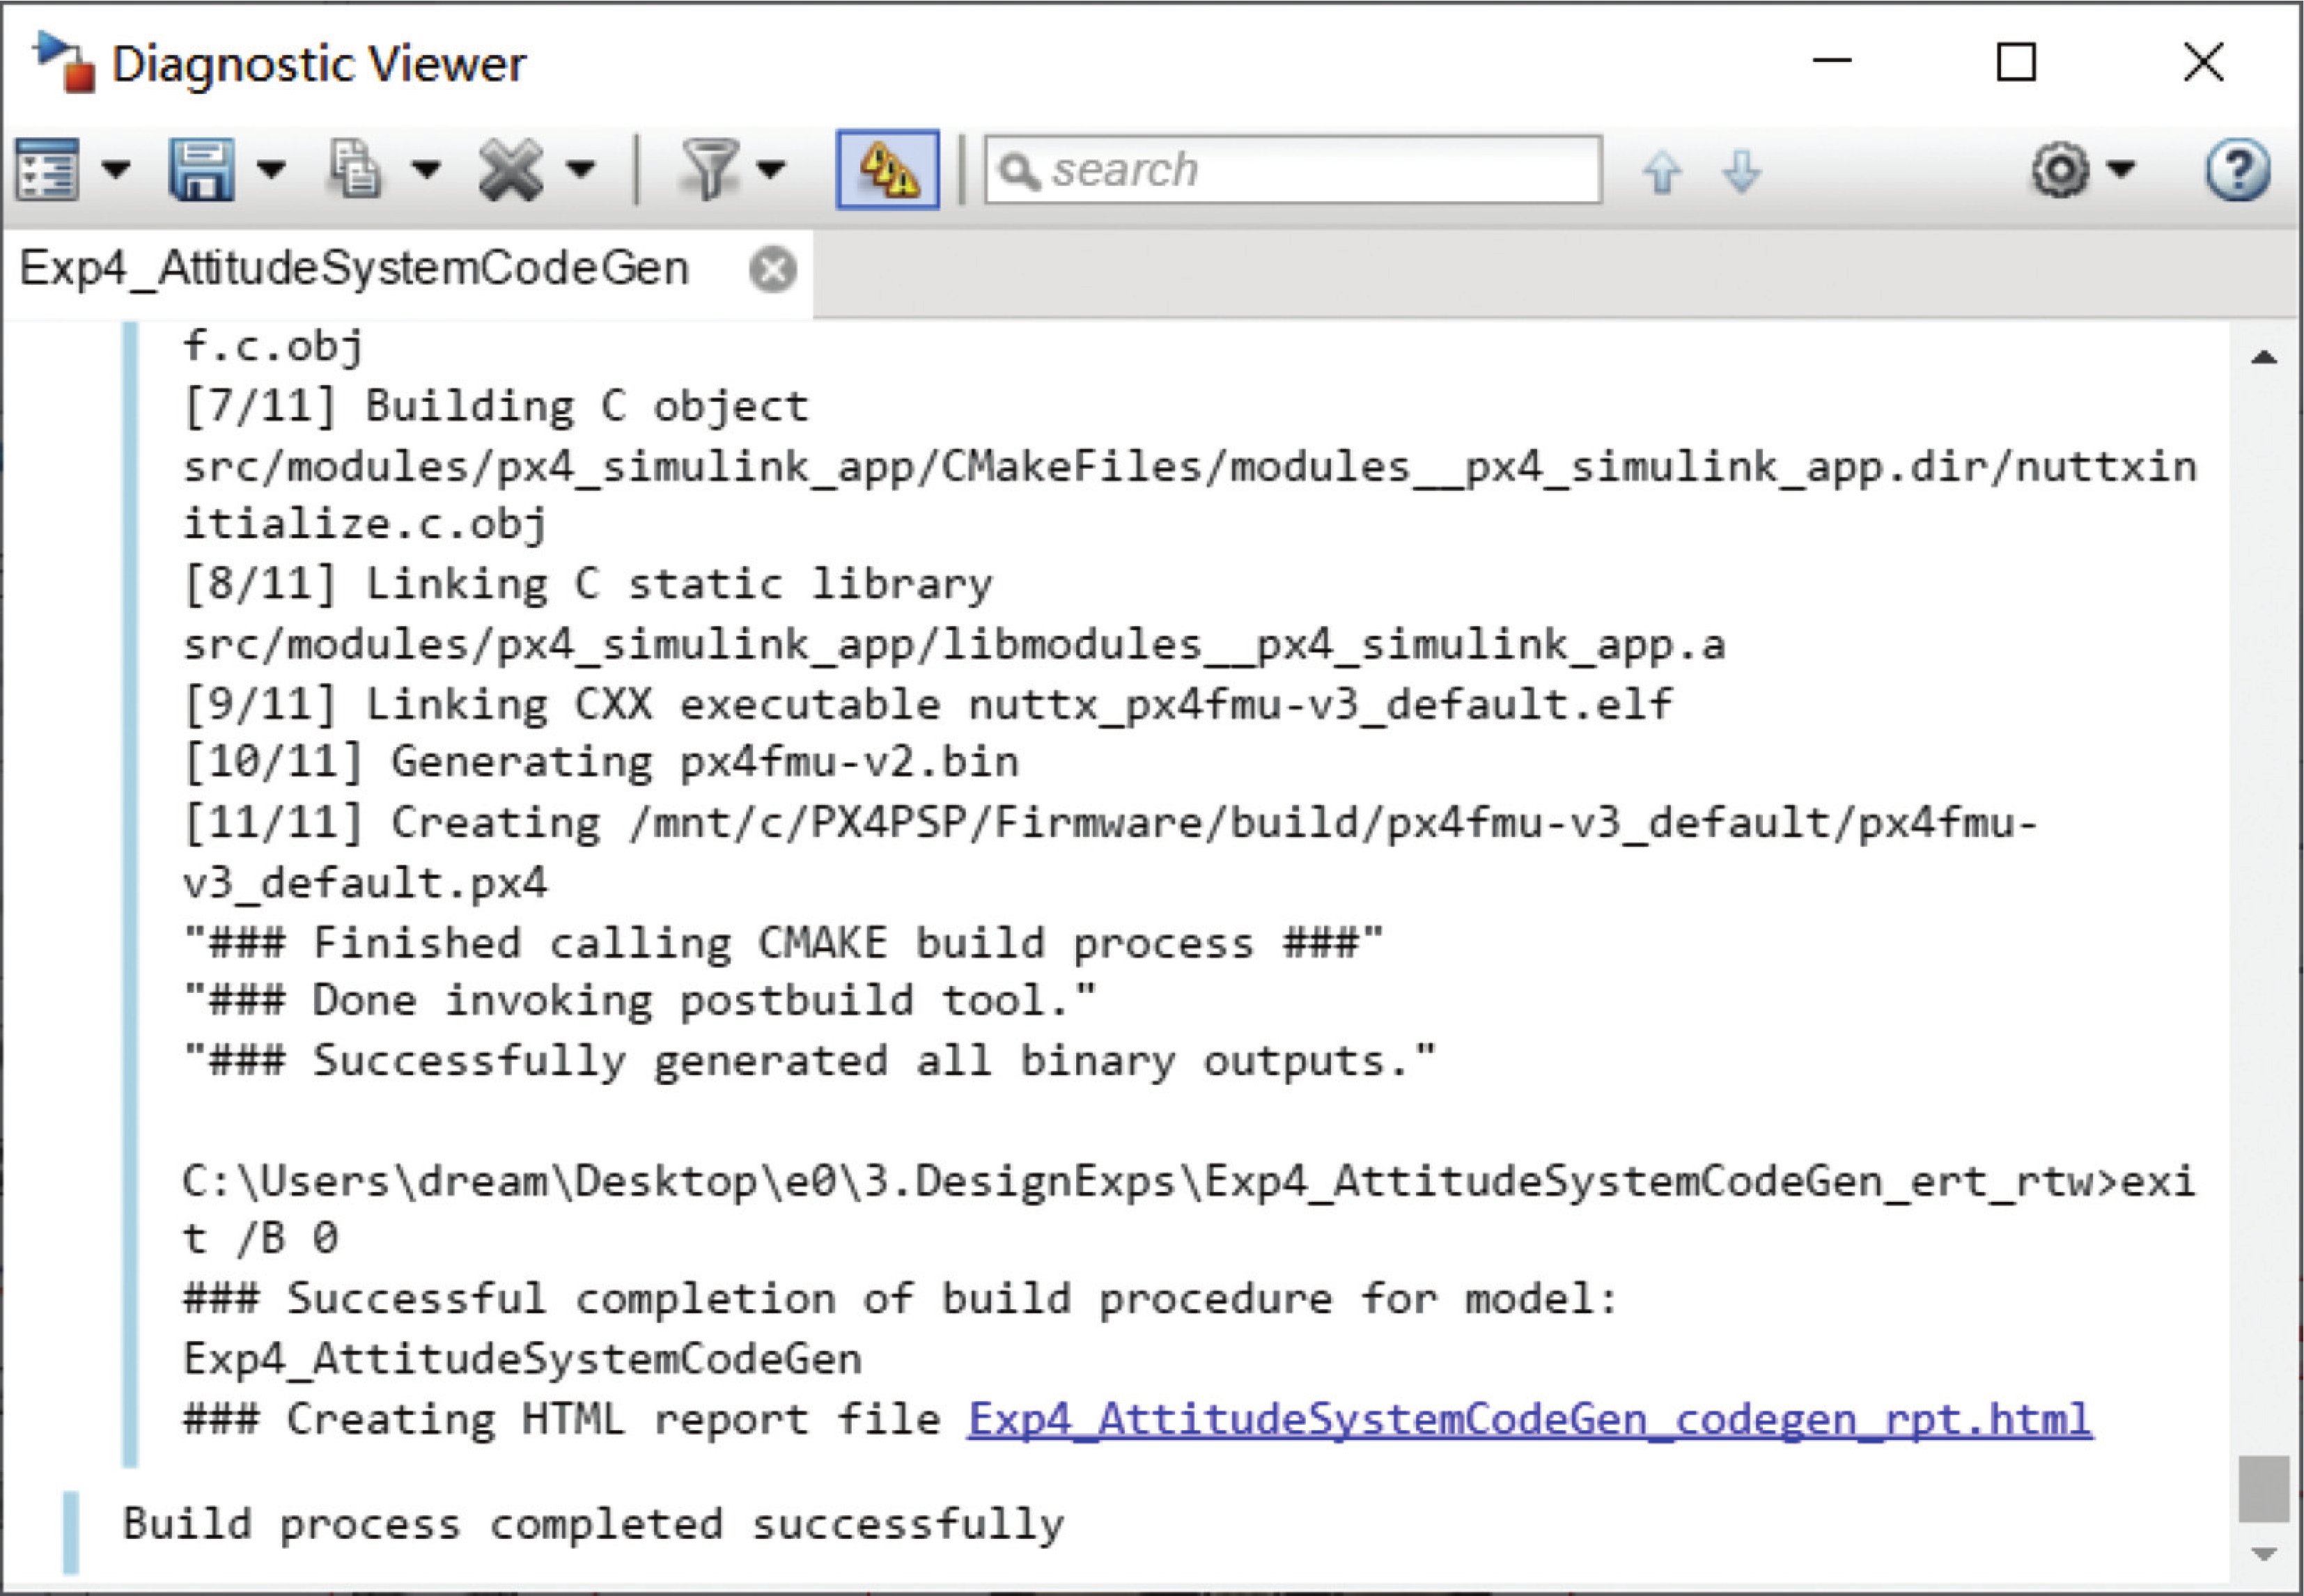 Diagnostic Viewer
search
Exp4_AttitudeSystemCodeGen
f.c.obj
[7/11] Building C object
src/modules/px4_simulink_app/CMakeFiles/modules__px4_simulink_app.dir/nuttxin
itialize.c.obj
[8/11] Linking C static library
src/modules/px4_simulink_app/libmodules__px4_simulink_app.a
[9/11] Linking CXX executable nuttx_px4fmu-v3_default.elf
[10/11] Generating px4fmu-v2.bin
[11/11] Creating /mnt/c/PX4PSP/Firmware/build/px4fmu-v3_default/px4fmu-
v3_default.px4
"### Finished calling CMAKE build process ###"
"### Done invoking postbuild tool."
"### Successfully generated all binary outputs."
C:\Users\dream\Desktop\e0\3.DesignExps\Exp4_AttitudeSystemCodeGen_ert_rtw>exi
t /B 0
### Successful completion of build procedure for model:
Exp4_AttitudeSystemCodeGen
### Creating HTML report file Exp4_AttitudeSystemCodeGen_codegen_rpt.html
Build process completed successfully